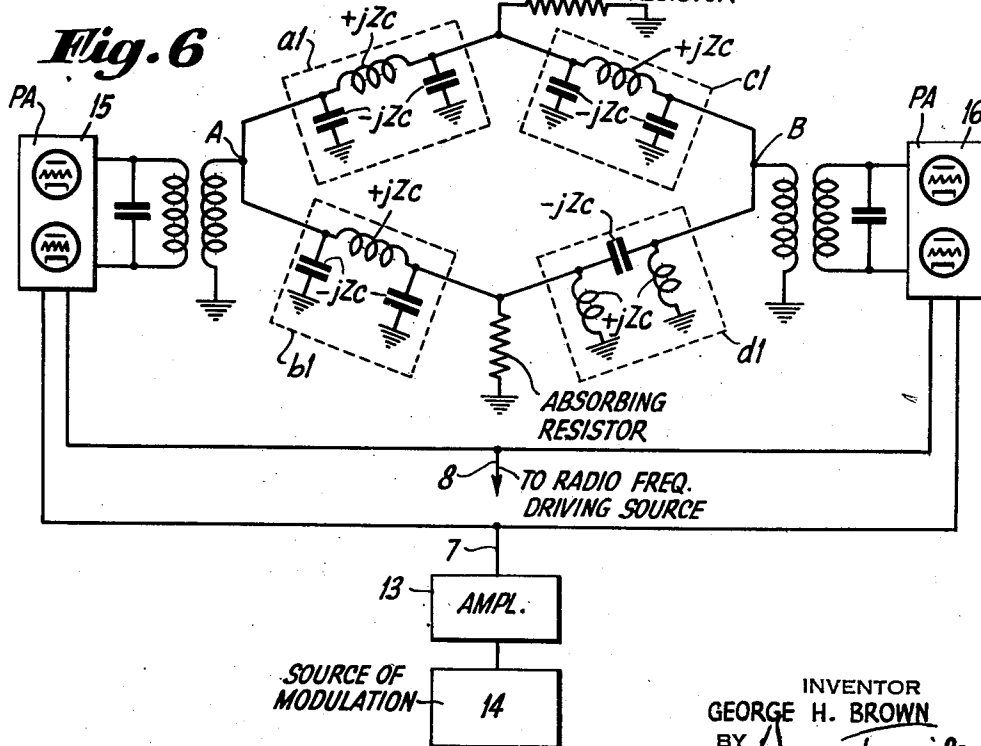 RESISTOR
Fig. 6
+jZc
a1
+jZc
c1
-jZc
-jZc
PA
15
A
B
PA
16
+jZc
-jZc
-jZc
+jZc
b1
d1
ABSORBING
RESISTOR
8
TO RADIO FREQ.
DRIVING SOURCE
7
13
AMPL.
SOURCE OF
MODULATION
14
INVENTOR
GEORGE H. BROWN
BY